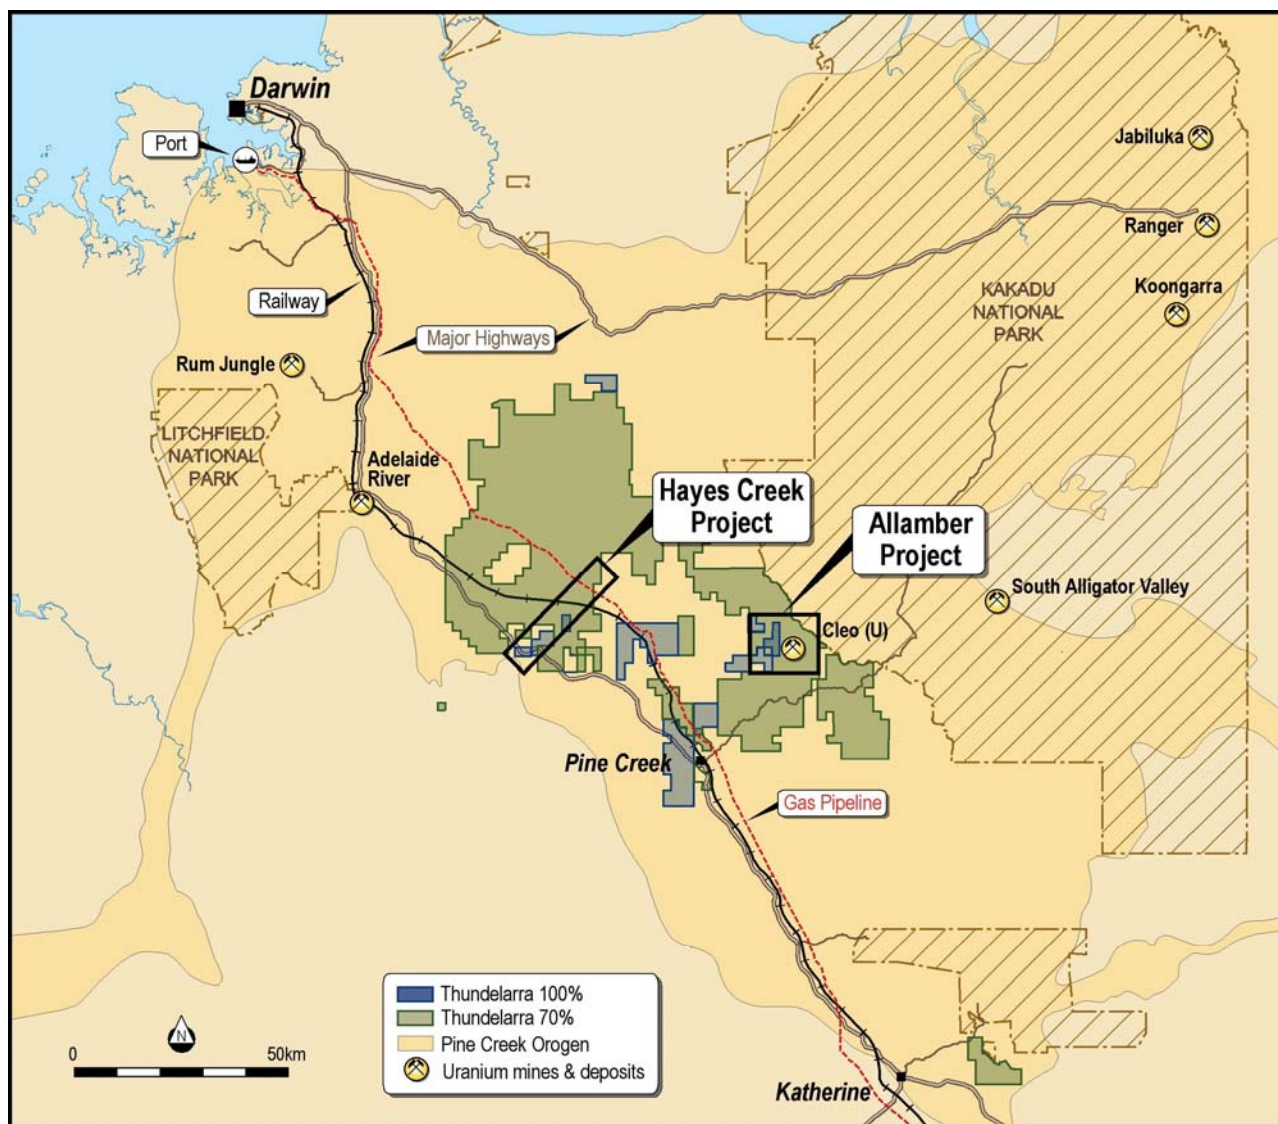 Darwin
Port
Jabiluka
Ranger
Railway
KAKADU
NATIONAL
PARK
Koongarra
Major Highways
Rum Jungle
LITCHFIELD
NATIONAL
PARK
Adelaide
River
Hayes Creek
Project
Allamber
Project
South Alligator Valley
Cleo (U)
Pine Creek
Gas Pipeline
Thundelarra 100%
Thundelarra 70%
Pine Creek Orogen
Uranium mines & deposits
N
0 50km
Katherine